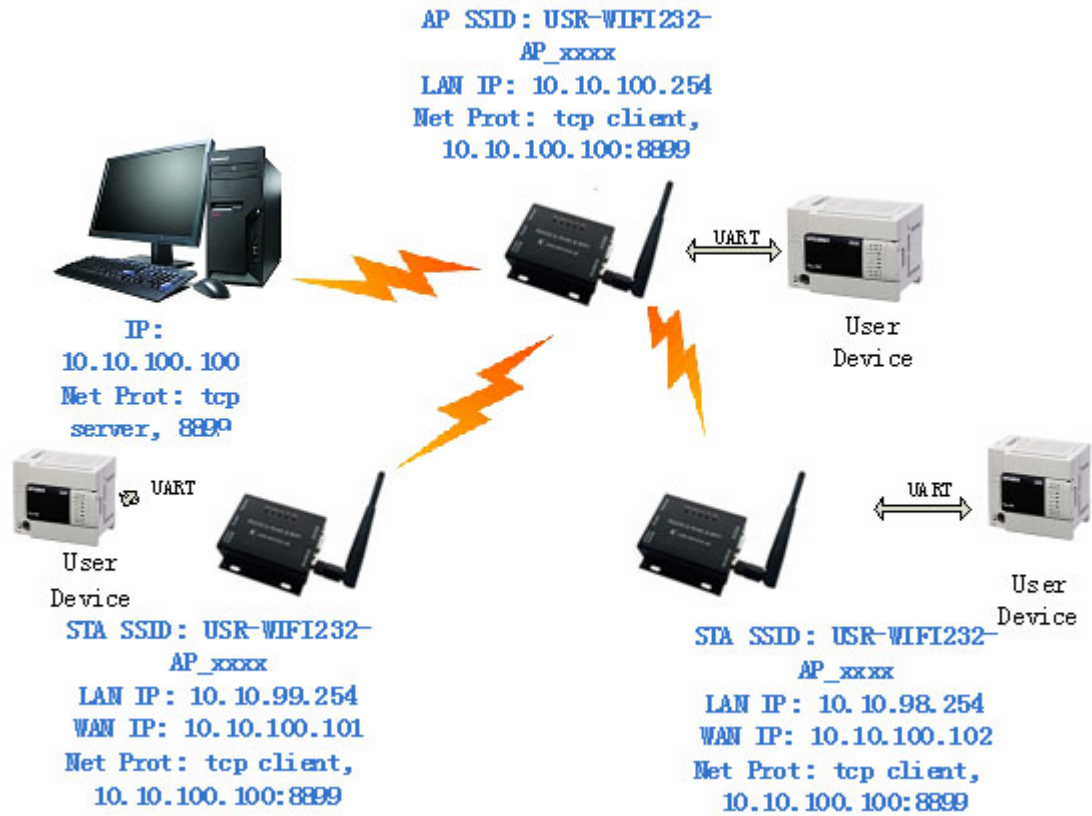 AP SSID: USR-WIFI232-
AP_xxxx
LAN IP: 10.10.100.254
Net Prot: tcp client,
10.10.100.100:8899
UART
User
Device
IP:
10.10.100.100
Net Prot: tcp
server, 8899
UART
User
Device
STA SSID: USR-WIFI232-
AP_xxxx
LAN IP: 10.10.99.254
WAN IP: 10.10.100.101
Net Prot: tcp client,
10.10.100.100:8899
UART
User
Device
STA SSID: USR-WIFI232-
AP_xxxx
LAN IP: 10.10.98.254
WAN IP: 10.10.100.102
Net Prot: tcp client,
10.10.100.100:8899